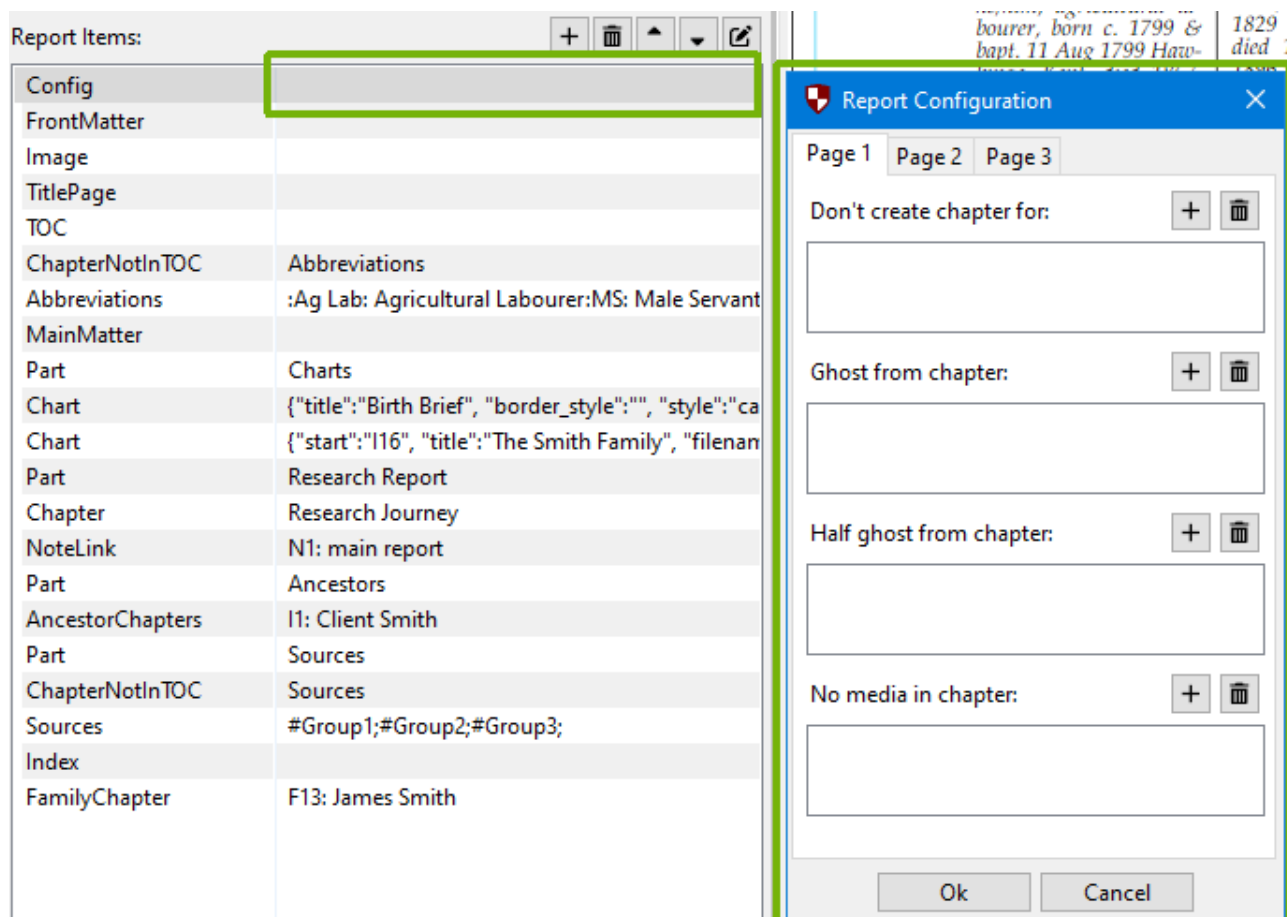 Report Items:
Config
FrontMatter
Image
TitlePage
TOC
ChapterNotInTOC Abbreviations
Abbreviations :Ag Lab: Agricultural Labourer:MS: Male Servant
MainMatter
Part Charts
Chart {"title":"Birth Brief", "border_style":"", "style":"ca
Chart {"start":"I16", "title":"The Smith Family", "filenam
Part Research Report
Chapter Research Journey
NoteLink N1: main report
Part Ancestors
AncestorChapters I1: Client Smith
Part Sources
ChapterNotInTOC Sources
Sources #Group1;#Group2;#Group3;
Index
FamilyChapter F13: James Smith
bourer, born c. 1799 &
bapt. 11 Aug 1799 Haw-
1829
died
Report Configuration
Page 1 Page 2 Page 3
Don't create chapter for:
Ghost from chapter:
Half ghost from chapter:
No media in chapter:
Ok Cancel